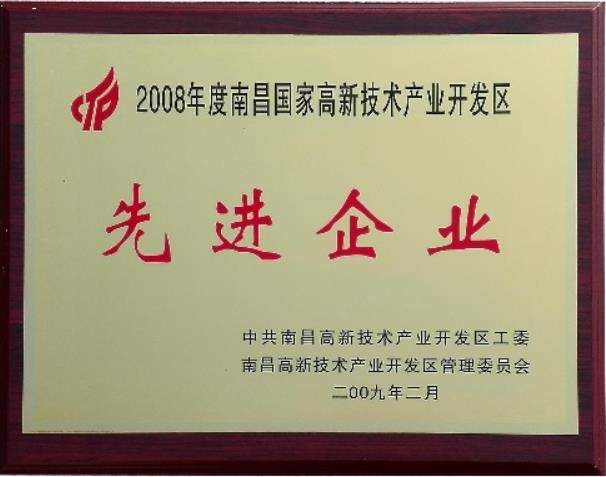 2008年度南昌国家高新技术产业开发区
先进企业
中共南昌高新技术产业开发区工委
南昌高新技术产业开发区管理委员会
二00九年二月